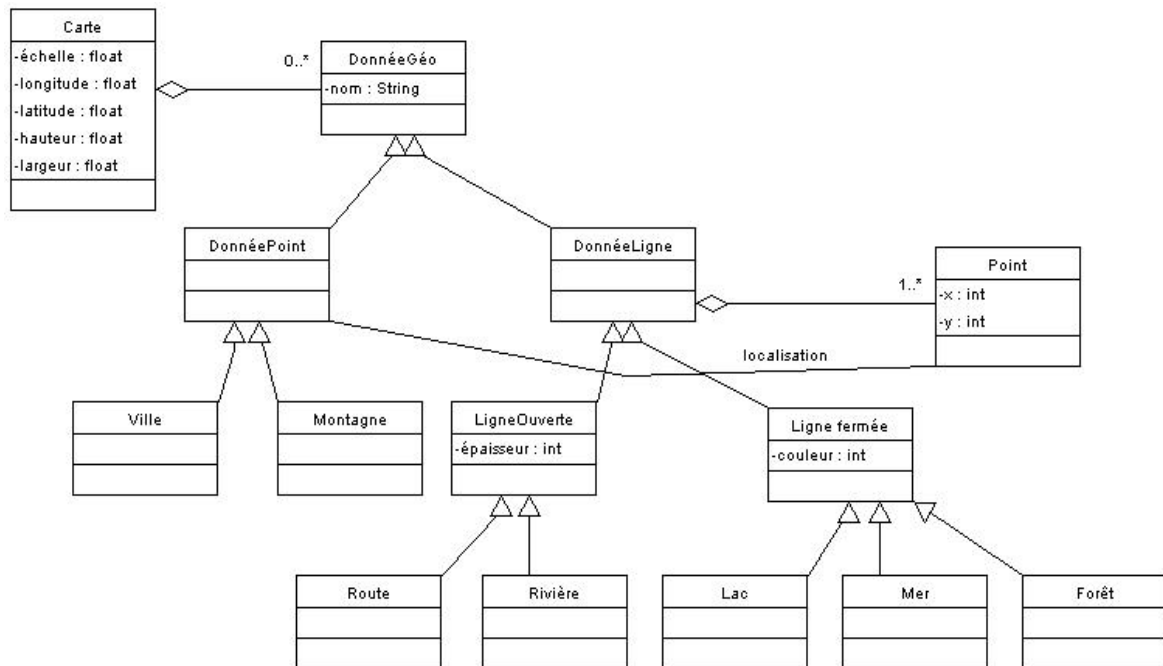 Carte
-échelle : float
-longitude : float
-latitude : float
-hauteur : float
-largeur : float
0..*
DonnéeGéo
-nom : String
DonnéePoint
DonnéeLigne
1..*
Point
-x : int
-y : int
localisation
Ville
Montagne
LigneOuverte
-épaisseur : int
Ligne fermée
-couleur : int
Route
Rivière
Lac
Mer
Forêt